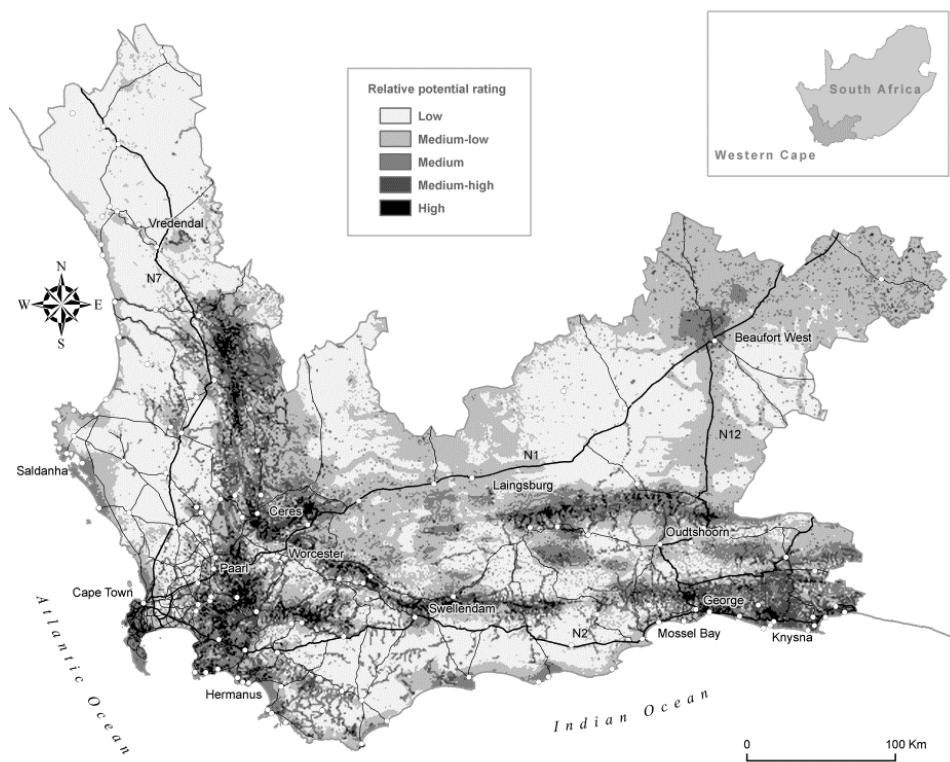 South Africa
Western Cape
Relative potential rating
Low
Medium-low
Medium
Medium-high
High
Vredendal
N7
N
W E
S
Beaufort West
N12
N1
Saldanha
Laingsburg
Ceres
Oudtshoorn
Worcester
Paarl
Cape Town
George
Swellendam
Mossel Bay
Knysna
N2
Hermanus
Atlantic Ocean
Indian Ocean
0 100 Km